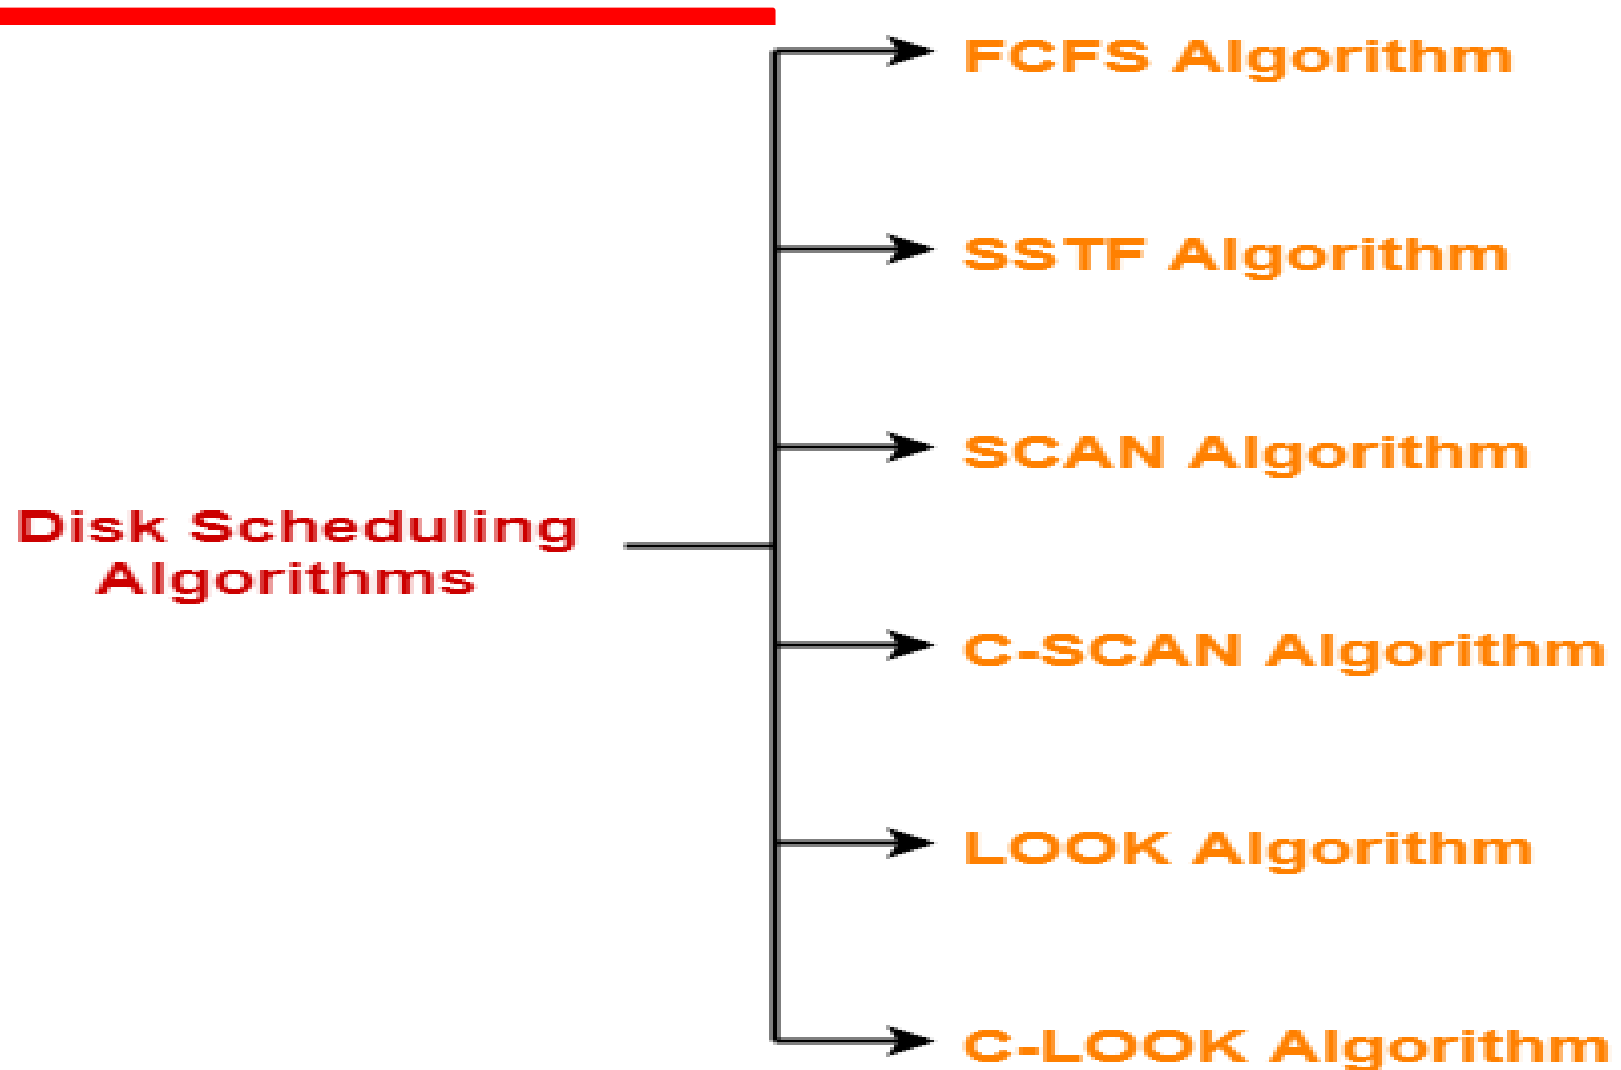 FCFS Algorithm
SSTF Algorithm
SCAN Algorithm
Disk Scheduling
Algorithms
C-SCAN Algorithm
LOOK Algorithm
C-LOOK Algorithm